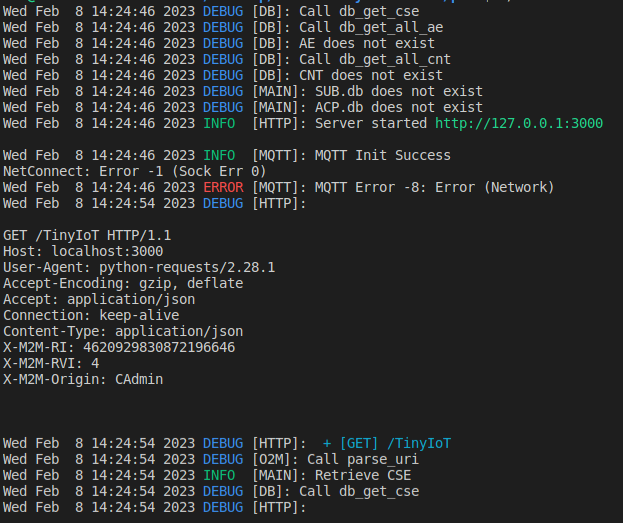 Wed Feb  8 14:24:46 2023 DEBUG [DB]: Call db_get_cse
Wed Feb  8 14:24:46 2023 DEBUG [DB]: Call db_get_all_ae
Wed Feb  8 14:24:46 2023 DEBUG [DB]: AE does not exist
Wed Feb  8 14:24:46 2023 DEBUG [DB]: Call db_get_all_cnt
Wed Feb  8 14:24:46 2023 DEBUG [DB]: CNT does not exist
Wed Feb  8 14:24:46 2023 DEBUG [MAIN]: SUB.db does not exist
Wed Feb  8 14:24:46 2023 DEBUG [MAIN]: ACP.db does not exist
Wed Feb  8 14:24:46 2023 INFO  [HTTP]: Server started http://127.0.0.1:3000
Wed Feb  8 14:24:46 2023 INFO  [MQTT]: MQTT Init Success
NetConnect: Error -1 (Sock Err 0)
Wed Feb  8 14:24:46 2023 ERROR [MQTT]: MQTT Error -8: Error (Network)
Wed Feb  8 14:24:54 2023 DEBUG [HTTP]:
GET /TinyIoT HTTP/1.1
Host: localhost:3000
User-Agent: python-requests/2.28.1
Accept-Encoding: gzip, deflate
Accept: application/json
Connection: keep-alive
Content-Type: application/json
X-M2M-RI: 4620929830872196646
X-M2M-RVI: 4
X-M2M-Origin: CAdmin
Wed Feb  8 14:24:54 2023 DEBUG [HTTP]:  + [GET] /TinyIoT
Wed Feb  8 14:24:54 2023 DEBUG [O2M]: Call parse_uri
Wed Feb  8 14:24:54 2023 INFO  [MAIN]: Retrieve CSE
Wed Feb  8 14:24:54 2023 DEBUG [DB]: Call db_get_cse
Wed Feb  8 14:24:54 2023 DEBUG [HTTP]: